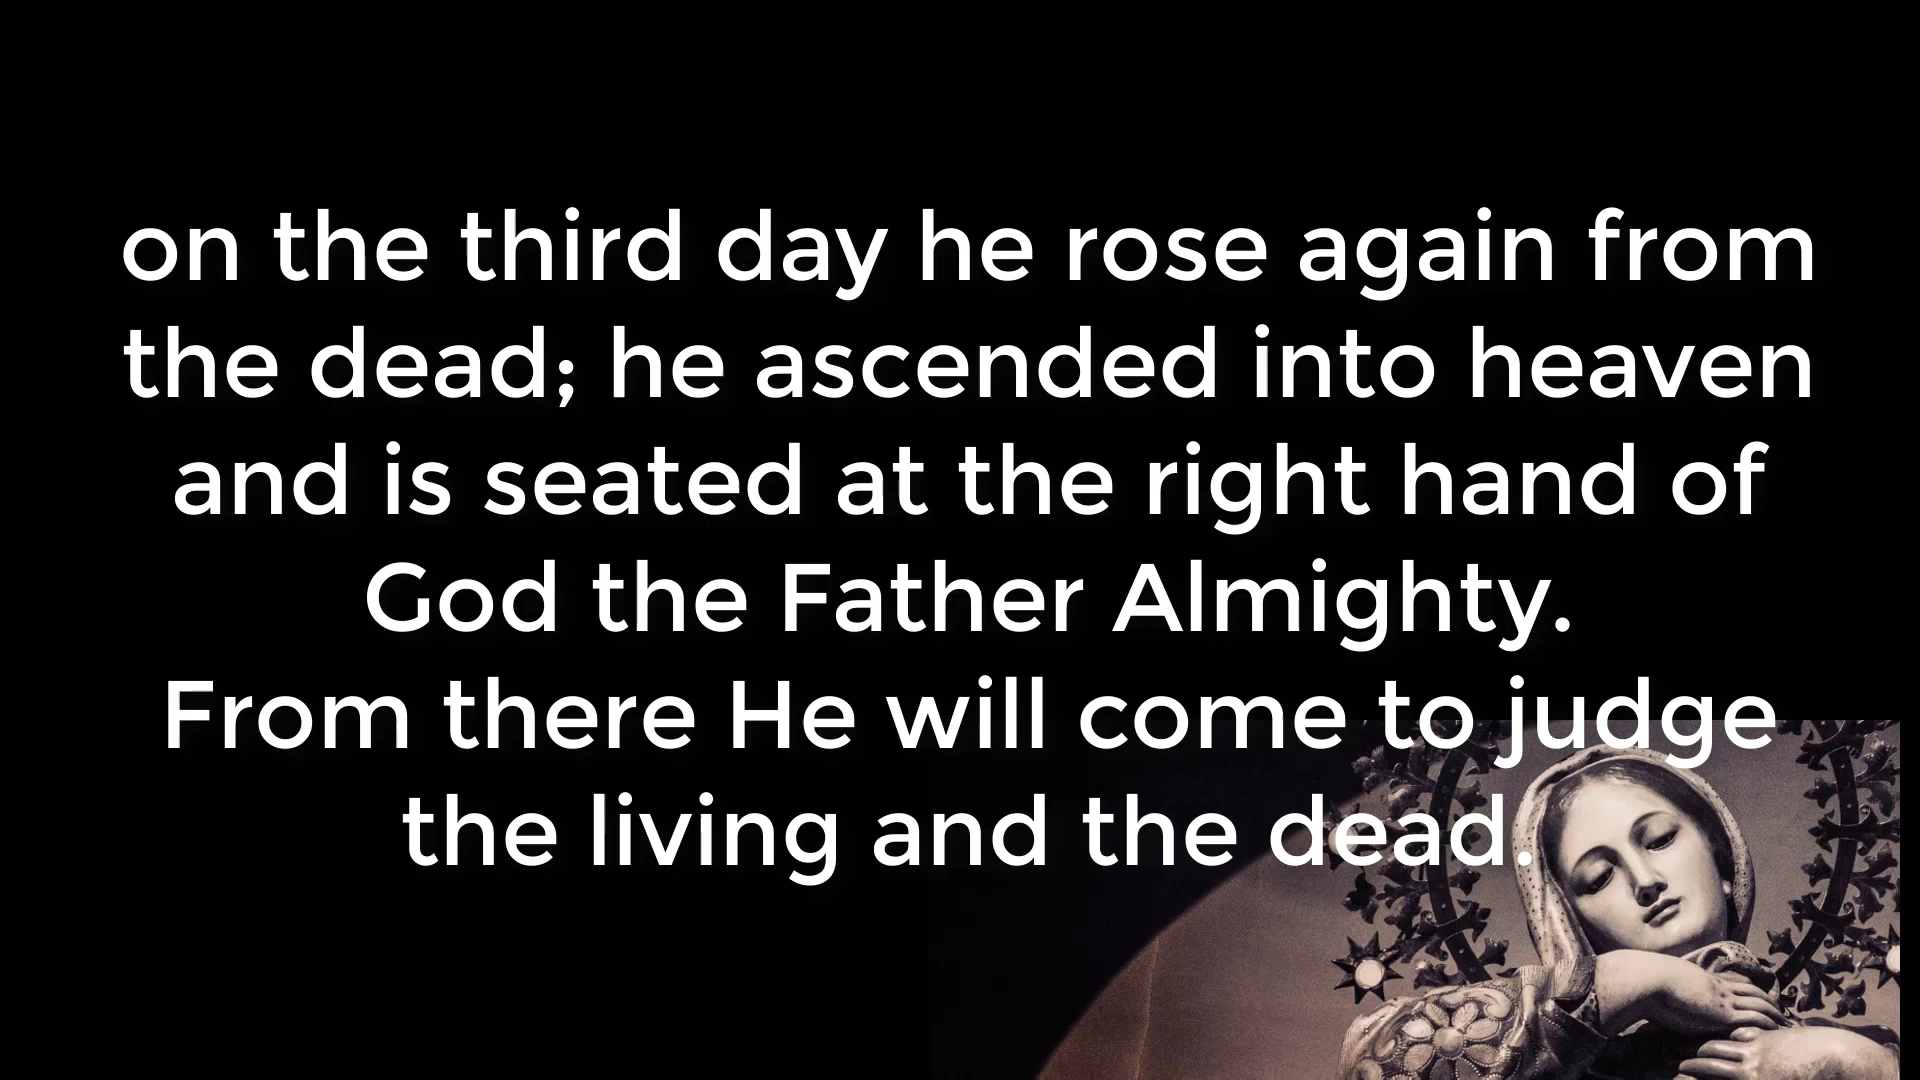 on the third day he rose again from
the dead; he ascended into heaven
and is seated at the right hand of
God the Father Almighty.
From there He will come to judge
the living and the dead.